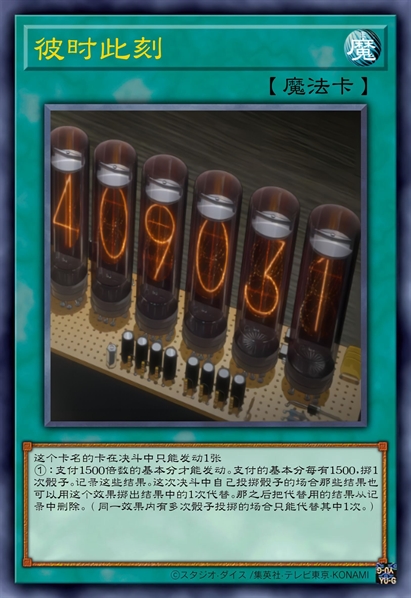 彼时此刻
魔
【魔法卡】
409031
这个卡名的卡在决斗中只能发动1张
①：支付1500倍数的基本分才能发动。支付的基本分每有1500，掷1
次骰子。记录这些结果。这次决斗中自己投掷骰子的场合那些结果也
可以用这个效果掷出结果中的1次代替。那之后把代替用的结果从记
录中删除。（同一效果内有多次骰子投掷的场合只能代替其中1次。）
©スタジオ・ダイス /集英社・テレビ東京・KONAMI